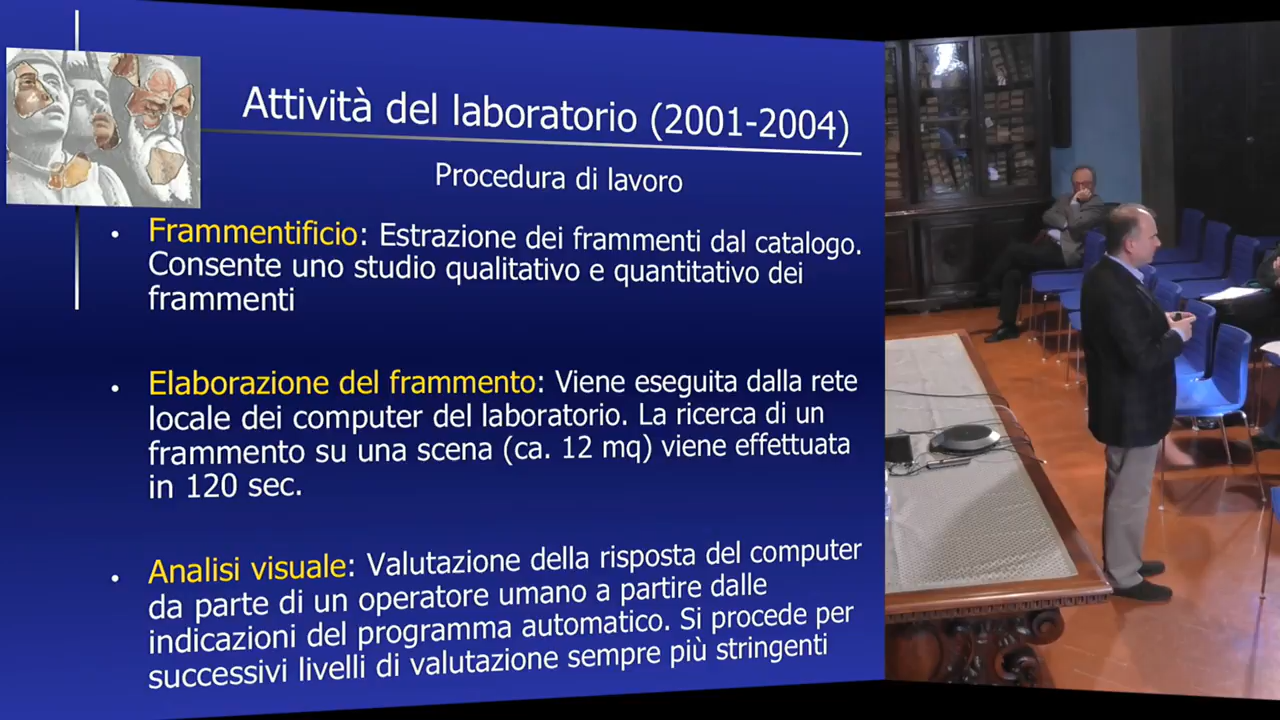 Attività del laboratorio (2001-2004)
Procedura di lavoro
• Frammentificio: Estrazione dei frammenti dal catalogo.
Consente uno studio qualitativo e quantitativo dei
frammenti
• Elaborazione del frammento: Viene eseguita dalla rete
locale dei computer del laboratorio. La ricerca di un
frammento su una scena (ca. 12 mq) viene effettuata
in 120 sec.
• Analisi visuale: Valutazione della risposta del computer
da parte di un operatore umano a partire dalle
indicazioni del programma automatico. Si procede per
successivi livelli di valutazione sempre più stringenti